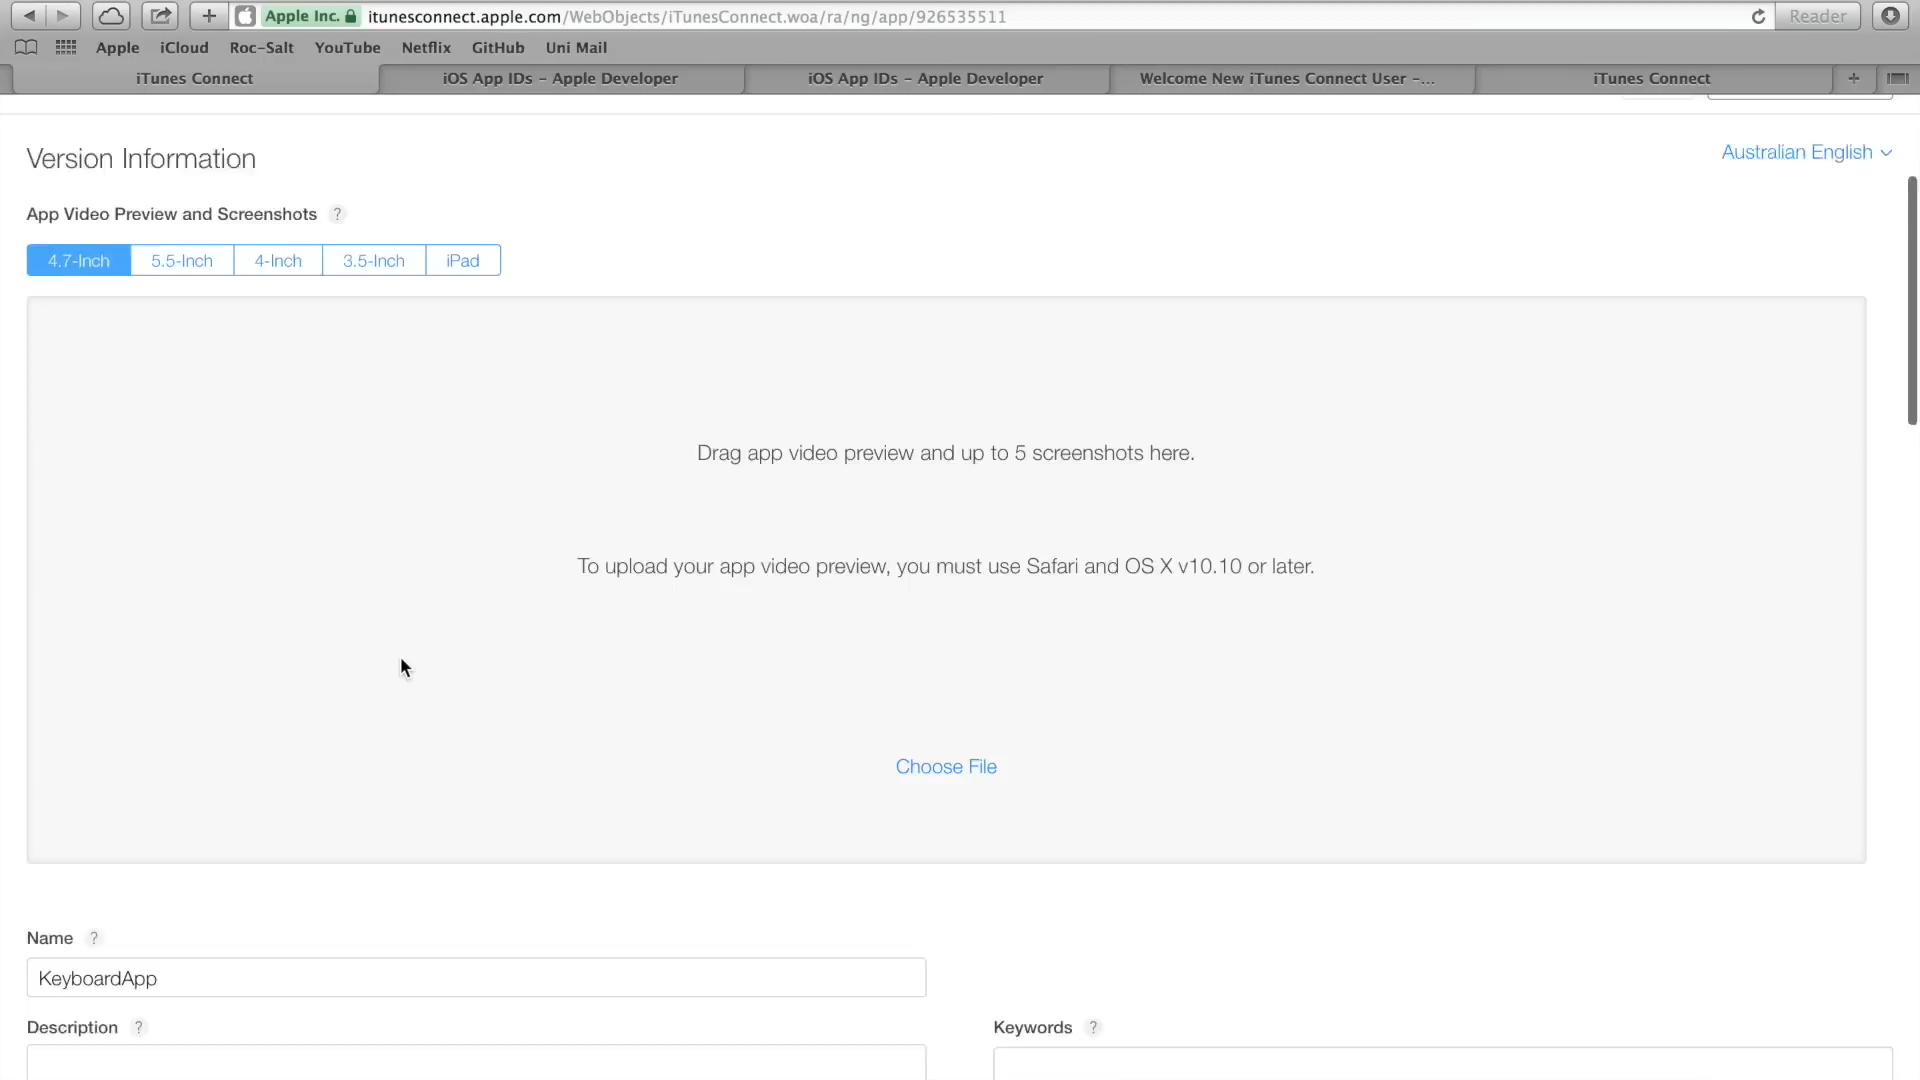 Apple Inc. itunesconnect.apple.com/WebObjects/iTunesConnect.woa/ra/ng/app/926535511 Reader
Apple iCloud Roc-Salt YouTube Netflix GitHub Uni Mail
iTunes Connect iOS App IDs - Apple Developer iOS App IDs - Apple Developer Welcome New iTunes Connect User -... iTunes Connect +
Version Information Australian English
App Video Preview and Screenshots ?
4.7-Inch 5.5-Inch 4-Inch 3.5-Inch iPad
Drag app video preview and up to 5 screenshots here.
To upload your app video preview, you must use Safari and OS X v10.10 or later.
Choose File
Name ?
KeyboardApp
Description ? Keywords ?